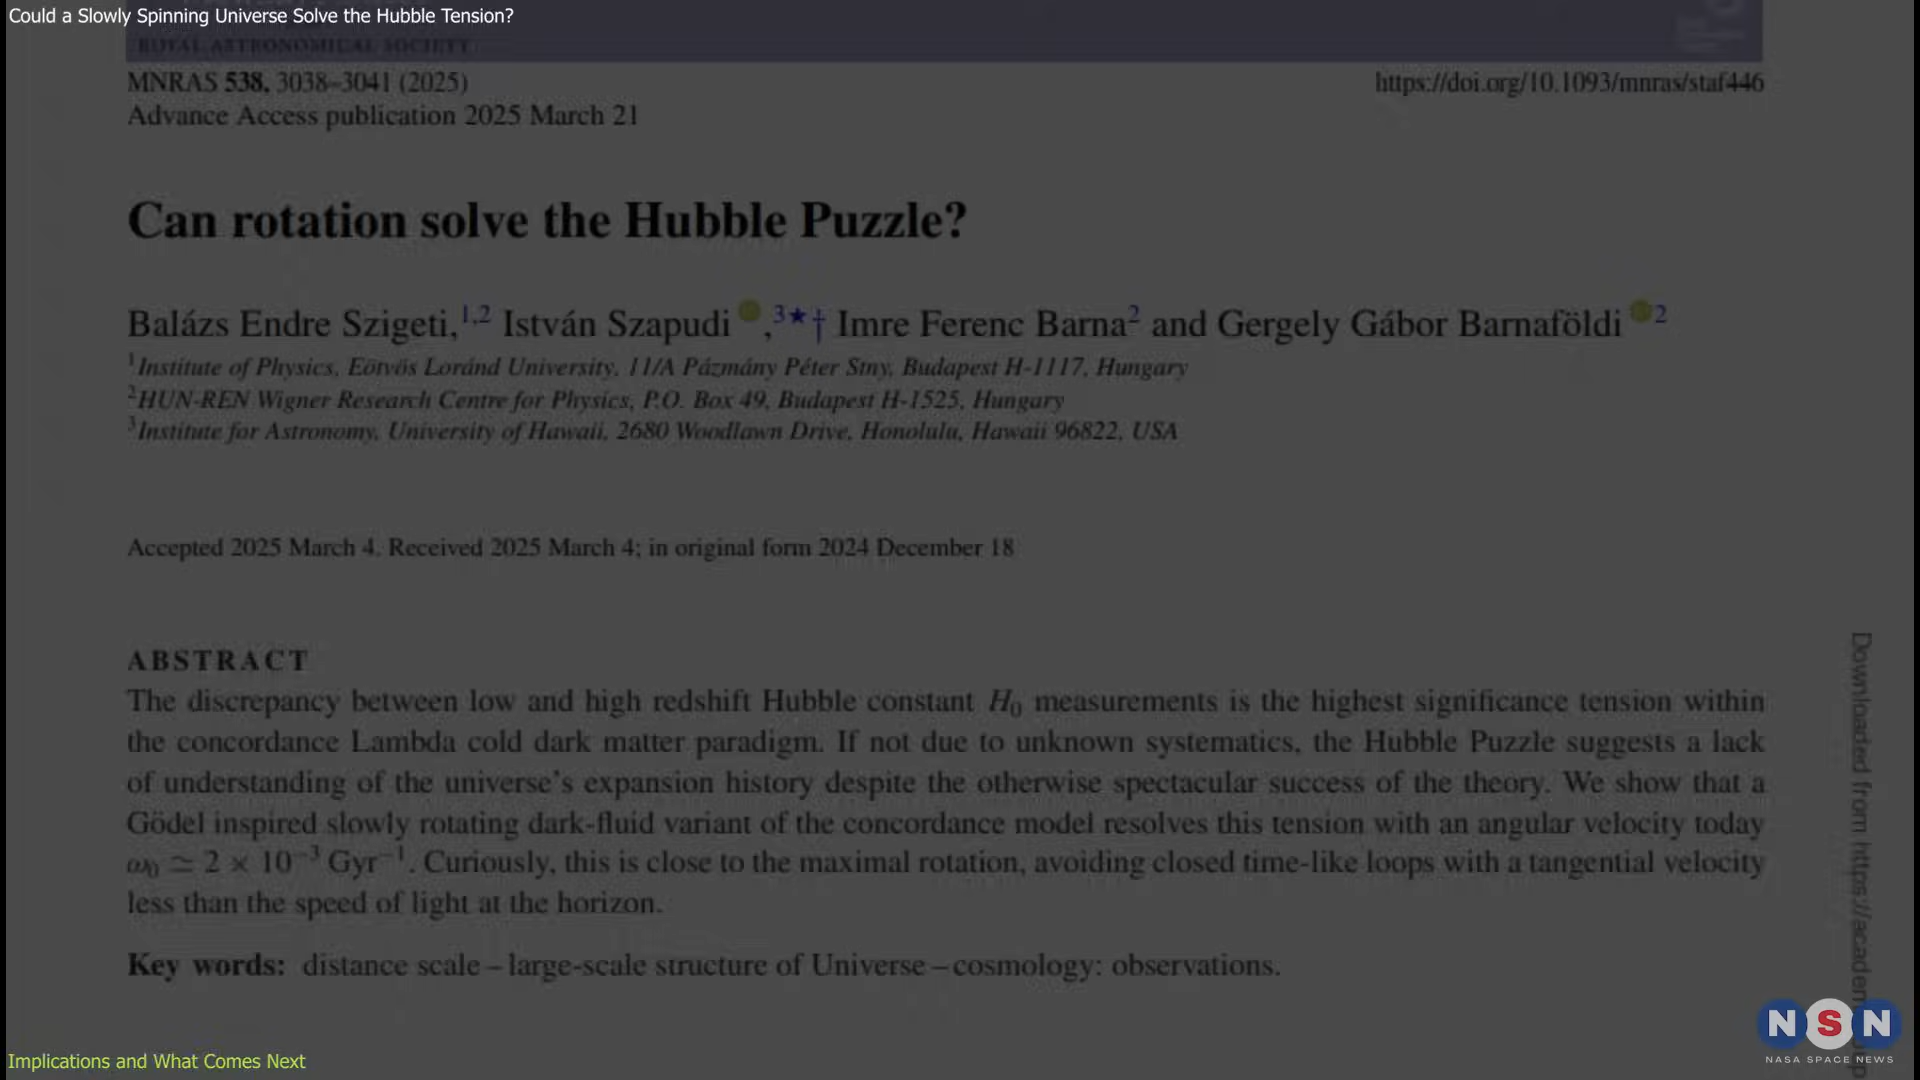 Could a Slowly Spinning Universe Solve the Hubble Tension?
ROYAL ASTRONOMICAL SOCIETY
MNRAS 538, 3038–3041 (2025)
https://doi.org/10.1093/mnras/staf446
Advance Access publication 2025 March 21
Can rotation solve the Hubble Puzzle?
Balázs Endre Szigeti,1,2 István Szapudi ,3★† Imre Ferenc Barna2 and Gergely Gábor Barnaföldi 2
1Institute of Physics, Eötvös Loránd University, 11/A Pázmány Péter Stny, Budapest H-1117, Hungary
2HUN-REN Wigner Research Centre for Physics, P.O. Box 49, Budapest H-1525, Hungary
3Institute for Astronomy, University of Hawaii, 2680 Woodlawn Drive, Honolulu, Hawaii 96822, USA
Accepted 2025 March 4. Received 2025 March 4; in original form 2024 December 18
ABSTRACT
The discrepancy between low and high redshift Hubble constant H0 measurements is the highest significance tension within
the concordance Lambda cold dark matter paradigm. If not due to unknown systematics, the Hubble Puzzle suggests a lack
of understanding of the universe's expansion history despite the otherwise spectacular success of the theory. We show that a
Gödel inspired slowly rotating dark-fluid variant of the concordance model resolves this tension with an angular velocity today
ω0 ≃ 2 × 10−3 Gyr−1. Curiously, this is close to the maximal rotation, avoiding closed time-like loops with a tangential velocity
less than the speed of light at the horizon.
Key words: distance scale – large-scale structure of Universe – cosmology: observations.
Downloaded from https://academ
NSN
NASA SPACE NEWS
Implications and What Comes Next